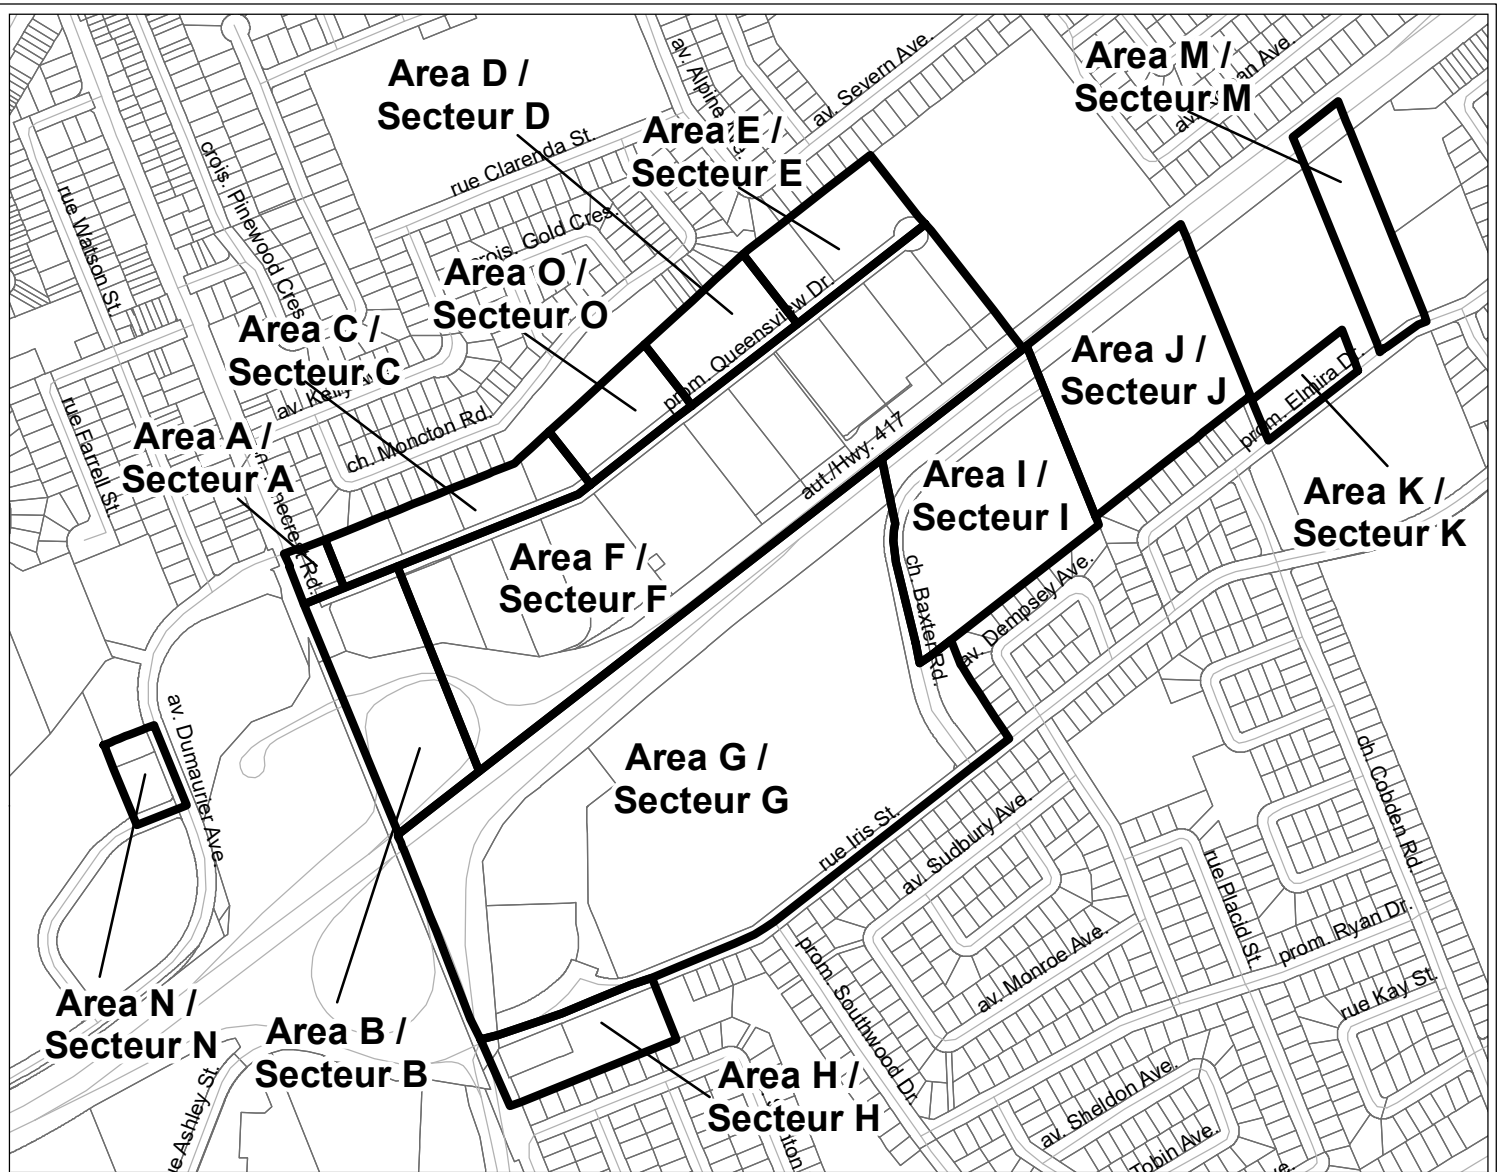 Area D /
Secteur D
av. Severn Ave.
Area M /
Secteur M
Area E /
Secteur E
av. Alpine
rue Clarenda St.
crois. Pinewood Cres.
rue Watson St.
crois. Gold Cres.
Area O /
Secteur O
prom. Queensview Dr.
Area C /
Secteur C
av. Kelly
ch. Moncton Rd.
rue Farrell St.
Area A /
Secteur A
Area J /
Secteur J
prom. Elmira Dr.
aut./Hwy. 417
Area I /
Secteur I
Area K /
Secteur K
Area F /
Secteur F
ch. Baxter Rd.
av. Dempsey Ave.
av. Dumaurier Ave.
Area G /
Secteur G
rue Iris St.
av. Sudbury Ave.
ch. Cobden Rd.
rue Placid St.
prom. Ryan Dr.
av. Monroe Ave.
rue Kay St.
prom. Southwood Dr.
Area N /
Secteur N
Area B /
Secteur B
Area H /
Secteur H
av. Sheldon Ave.
Tobin Ave.
Ashley St.